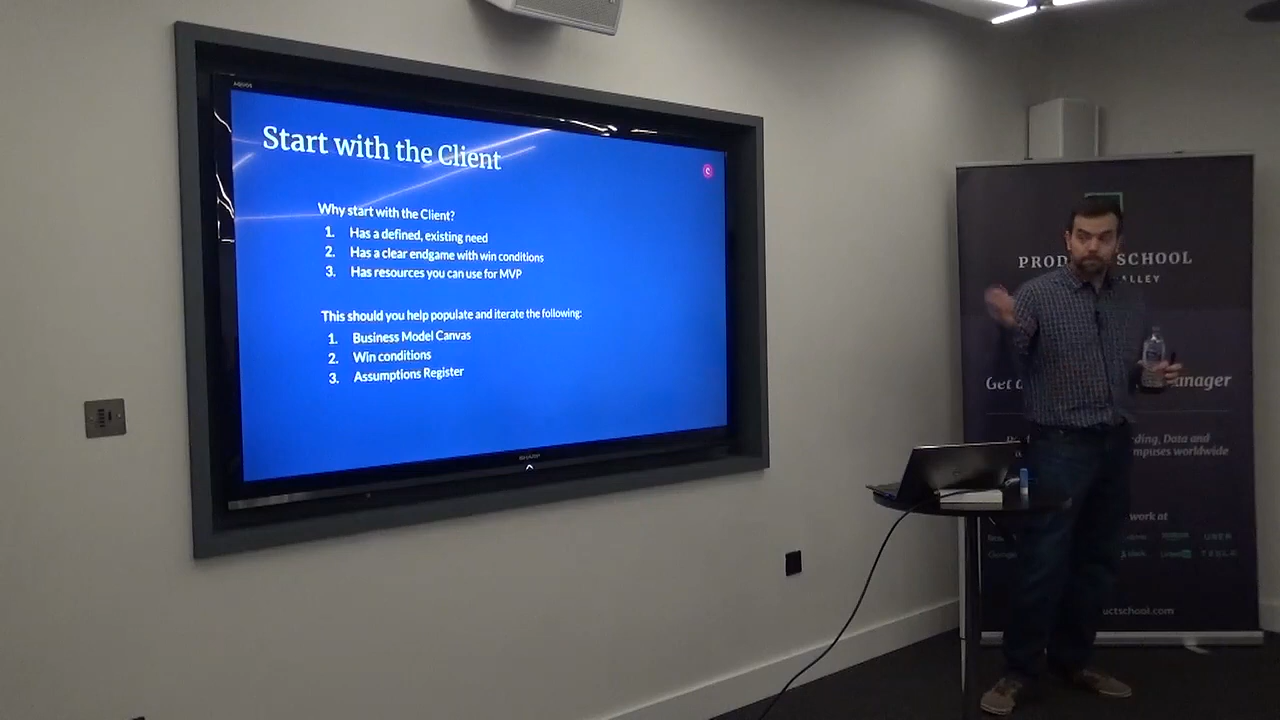 Start with the Client
C
Why start with the Client?
1. Has a defined, existing need
2. Has a clear endgame with win conditions
3. Has resources you can use for MVP
This should you help populate and iterate the following:
1. Business Model Canvas
2. Win conditions
3. Assumptions Register
SHARP
PROD SCHOOL
ALLEY
Get anager
ding, Data and
mpuses worldwide
work at
UBER
LinkedIn TESLA
uctschool.com